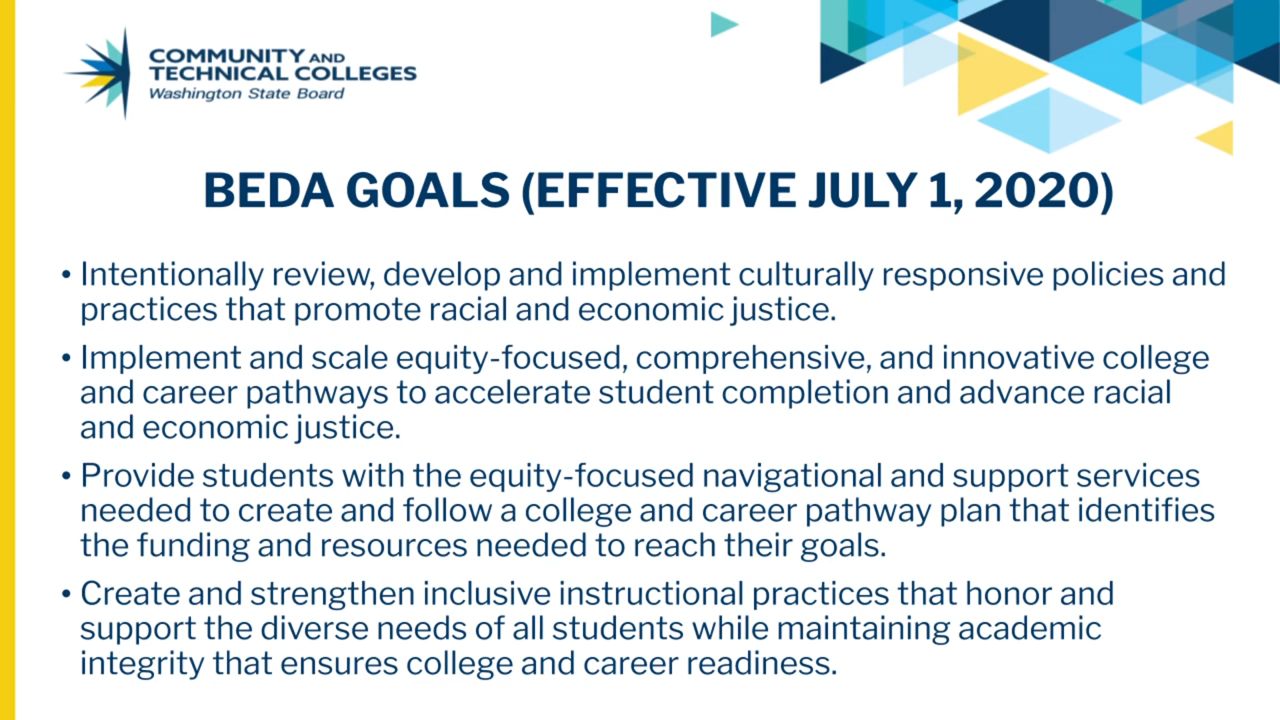 COMMUNITY AND
TECHNICAL COLLEGES
Washington State Board
BEDA GOALS (EFFECTIVE JULY 1, 2020)
• Intentionally review, develop and implement culturally responsive policies and
practices that promote racial and economic justice.
• Implement and scale equity-focused, comprehensive, and innovative college
and career pathways to accelerate student completion and advance racial
and economic justice.
• Provide students with the equity-focused navigational and support services
needed to create and follow a college and career pathway plan that identifies
the funding and resources needed to reach their goals.
• Create and strengthen inclusive instructional practices that honor and
support the diverse needs of all students while maintaining academic
integrity that ensures college and career readiness.